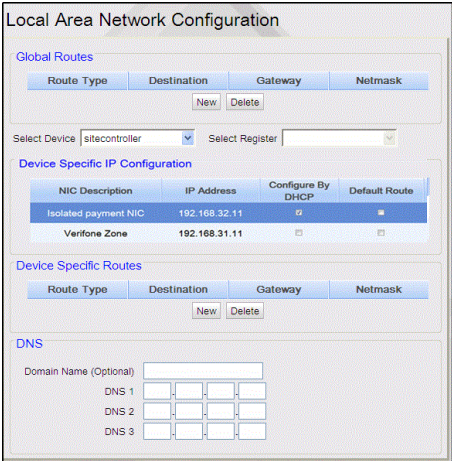 Local Area Network Configuration
Global Routes
Route Type Destination Gateway Netmask
New Delete
Select Device sitecontroller Select Register
Device Specific IP Configuration
NIC Description IP Address Configure By DHCP Default Route
Isolated payment NIC 192.168.32.11
Verifone Zone 192.168.31.11
Device Specific Routes
Route Type Destination Gateway Netmask
New Delete
DNS
Domain Name (Optional)
DNS 1 . . .
DNS 2 . . .
DNS 3 . . .